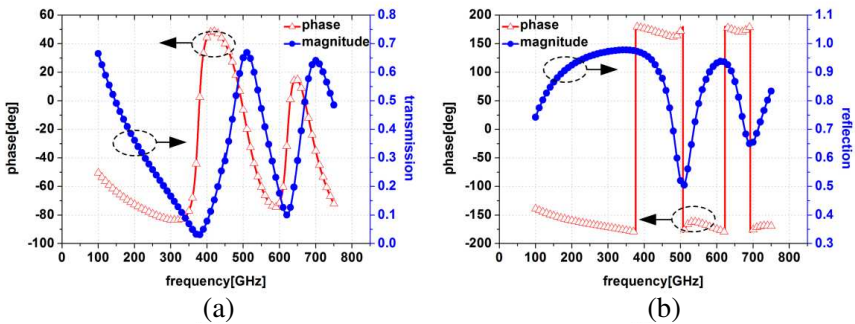 phase
magnitude
60
40
20
0
-20
-40
-60
-80
-100
0.8
0.7
0.6
0.5
0.4
0.3
0.2
0.1
0.0
phase[deg]
transmission
0 100 200 300 400 500 600 700 800
frequency[GHz]
(a)
phase
magnitude
200
150
100
50
0
-50
-100
-150
-200
1.1
1.0
0.9
0.8
0.7
0.6
0.5
0.4
0.3
phase[deg]
reflection
0 100 200 300 400 500 600 700 800
frequency[GHz]
(b)